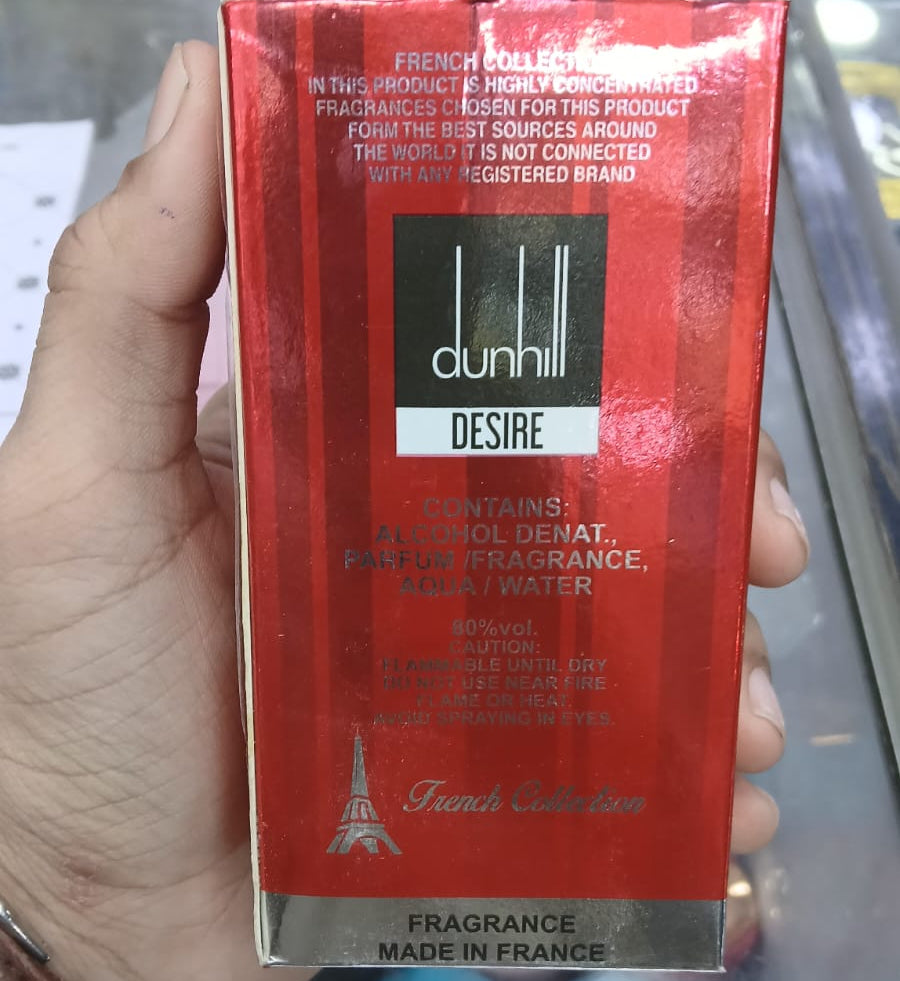 FRENCH COLLECTION
IN THIS PRODUCT IS HIGHLY CONCENTRATED
FRAGRANCES CHOSEN FOR THIS PRODUCT
FORM THE BEST SOURCES AROUND
THE WORLD IT IS NOT CONNECTED
WITH ANY REGISTERED BRAND
dunhill
DESIRE
CONTAINS:
ALCOHOL DENAT.,
PARFUM /FRAGRANCE,
AQUA / WATER
80%vol.
CAUTION:
FLAMMABLE UNTIL DRY
DO NOT USE NEAR FIRE
FLAME OR HEAT.
AVOID SPRAYING IN EYES.
French Collection
FRAGRANCE
MADE IN FRANCE